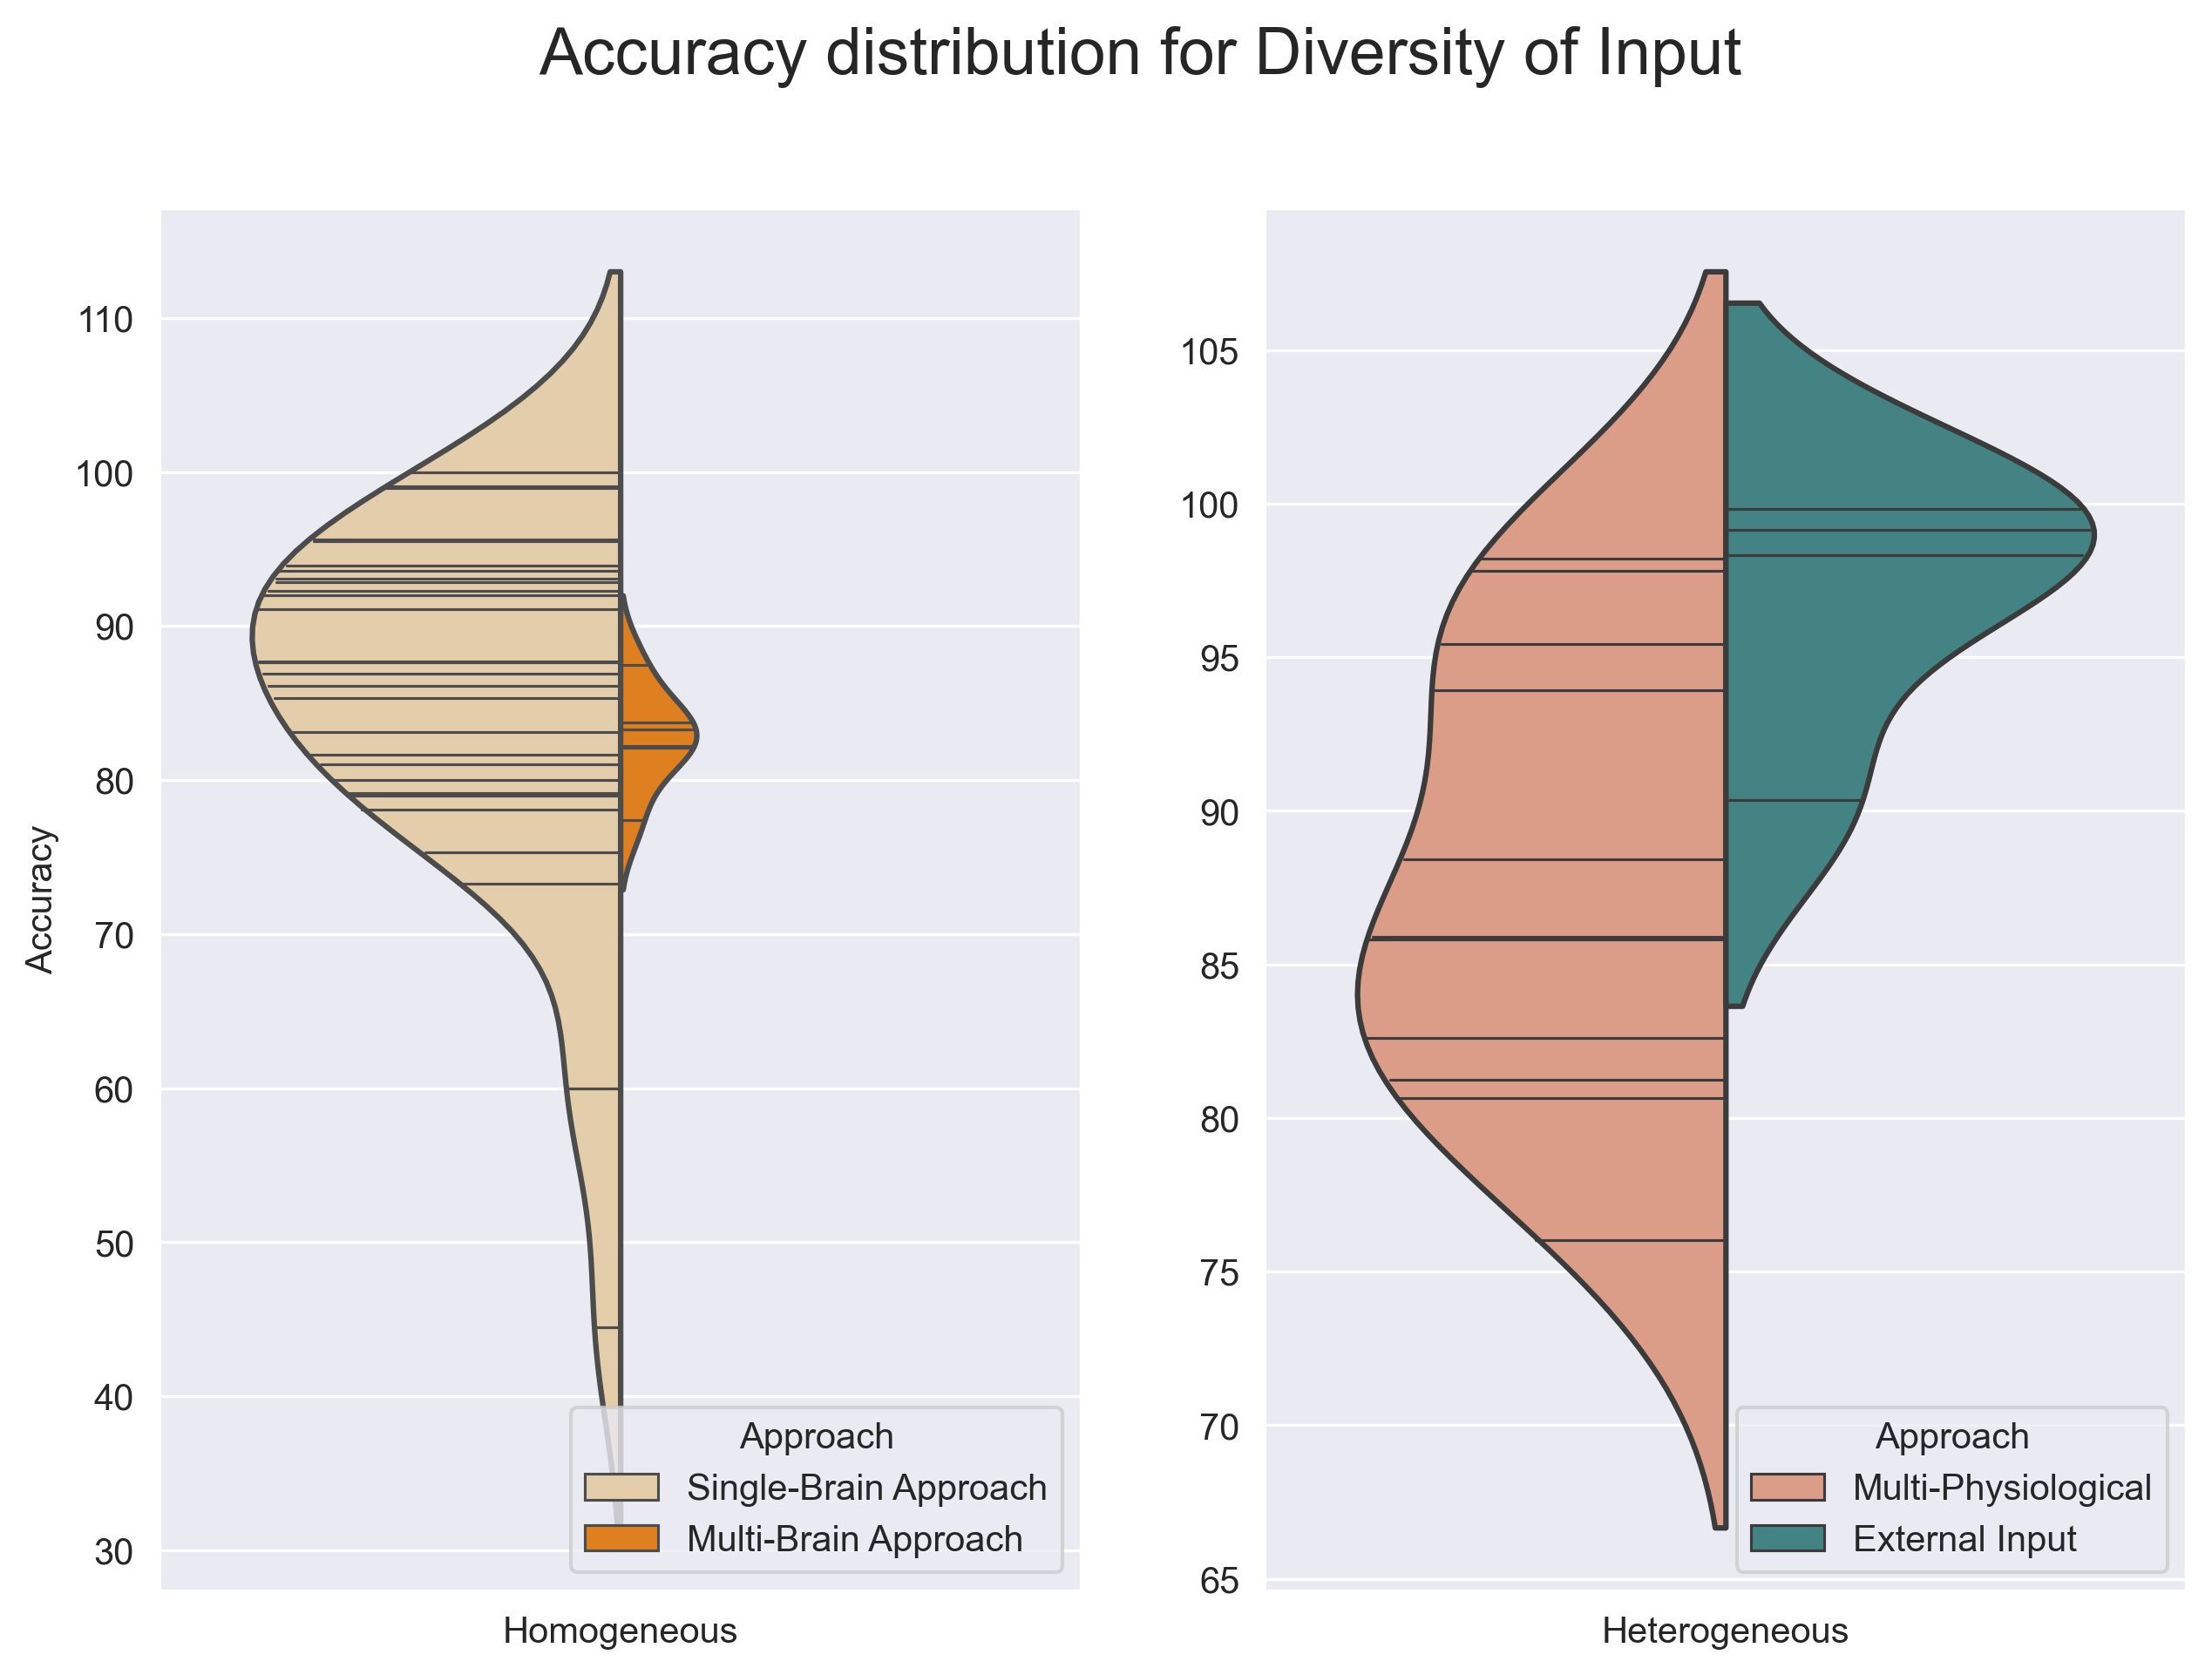 Accuracy distribution for Diversity of Input
Accuracy
110
100
90
80
70
60
50
40
30
Approach
Single-Brain Approach
Multi-Brain Approach
Homogeneous
105
100
95
90
85
80
75
70
65
Approach
Multi-Physiological
External Input
Heterogeneous